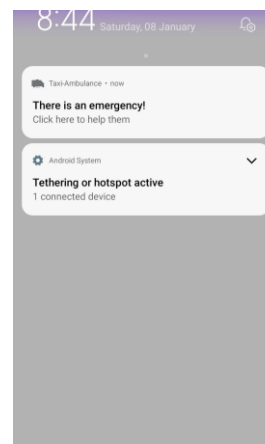 8:44 Saturday, 08 January
Taxi-Ambulance • now
There is an emergency!
Click here to help them
Android System
Tethering or hotspot active
1 connected device